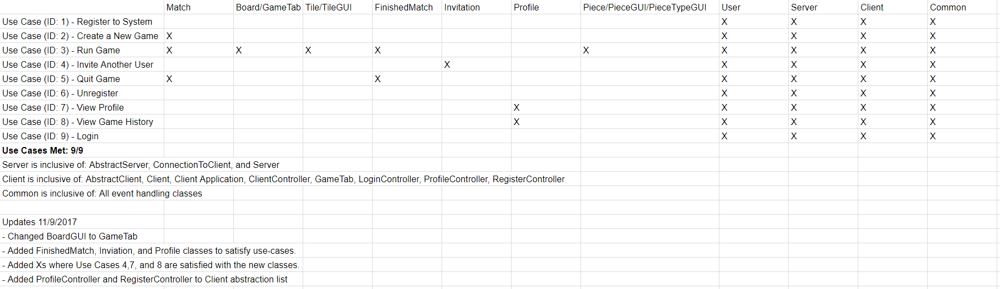 Match Board/GameTab Tile/TileGUI FinishedMatch Invitation Profile Piece/PieceGUI/PieceTypeGUI User Server Client Common
Use Case (ID: 1) - Register to System X X X X
Use Case (ID: 2) - Create a New Game X X X X X
Use Case (ID: 3) - Run Game X X X X X X X X X
Use Case (ID: 4) - Invite Another User X X X X X
Use Case (ID: 5) - Quit Game X X X X X X
Use Case (ID: 6) - Unregister X X X X
Use Case (ID: 7) - View Profile X X X X X
Use Case (ID: 8) - View Game History X X X X X
Use Case (ID: 9) - Login X X X X
Use Cases Met: 9/9
Server is inclusive of: AbstractServer, ConnectionToClient, and Server
Client is inclusive of: AbstractClient, Client, Client Application, ClientController, GameTab, LoginController, ProfileController, RegisterController
Common is inclusive of: All event handling classes
Updates 11/9/2017
- Changed BoardGUI to GameTab
- Added FinishedMatch, Inviation, and Profile classes to satisfy use-cases.
- Added Xs where Use Cases 4,7, and 8 are satisfied with the new classes.
- Added ProfileController and RegisterController to Client abstraction list